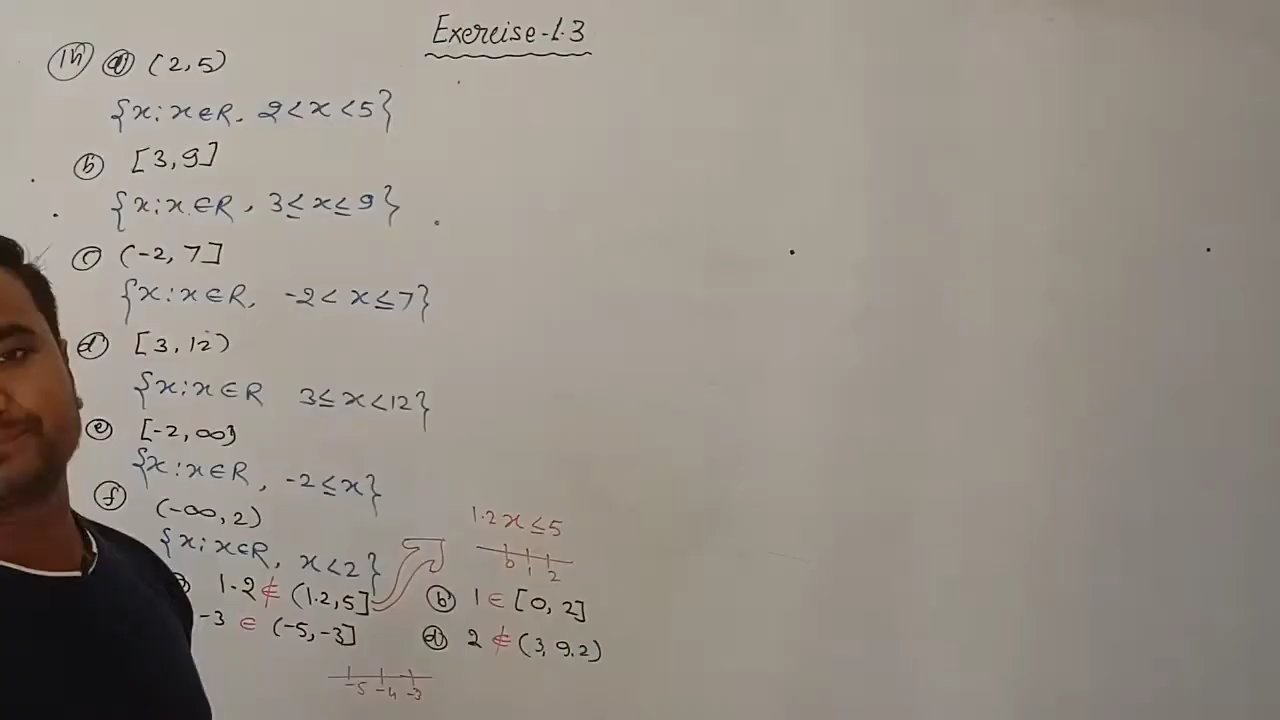 Exercise-1.3
(a) (2,5)
{x:x∈R, 2<x<5}
(b) [3,9]
{x:x∈R, 3≤x≤9}
(c) (-2,7]
{x:x∈R, -2<x≤7}
(d) [3,12)
{x:x∈R 3≤x<12}
(e) [-2,∞)
{x:x∈R, -2≤x}
(f) (-∞,2)
{x:x∈R, x<2}
1.2x≤5
0 1 2
1.2 ∉ (1.2,5] (b) 1 ∈ [0,2]
-3 ∈ (-5,-3] (d) 2 ∉ (3,9.2)
-5 -4 -3